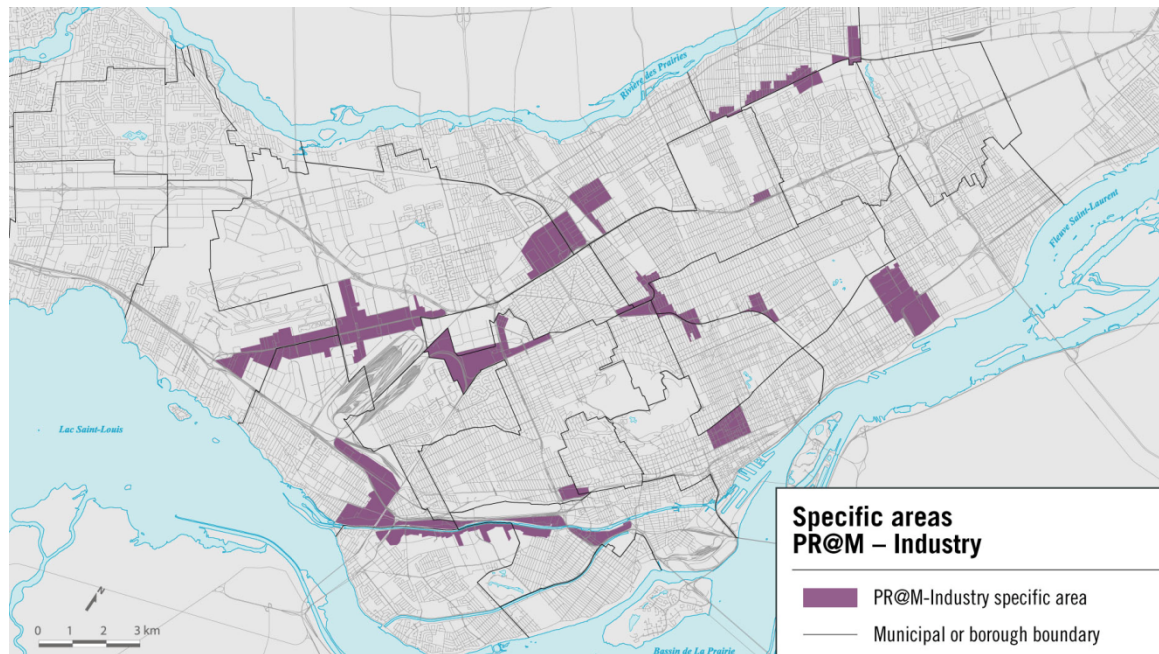 Rivière des Prairies
Fleuve Saint-Laurent
Lac Saint-Louis
N
0 1 2 3 km
Bassin de La Prairie
Specific areas
PR@M – Industry
PR@M-Industry specific area
Municipal or borough boundary